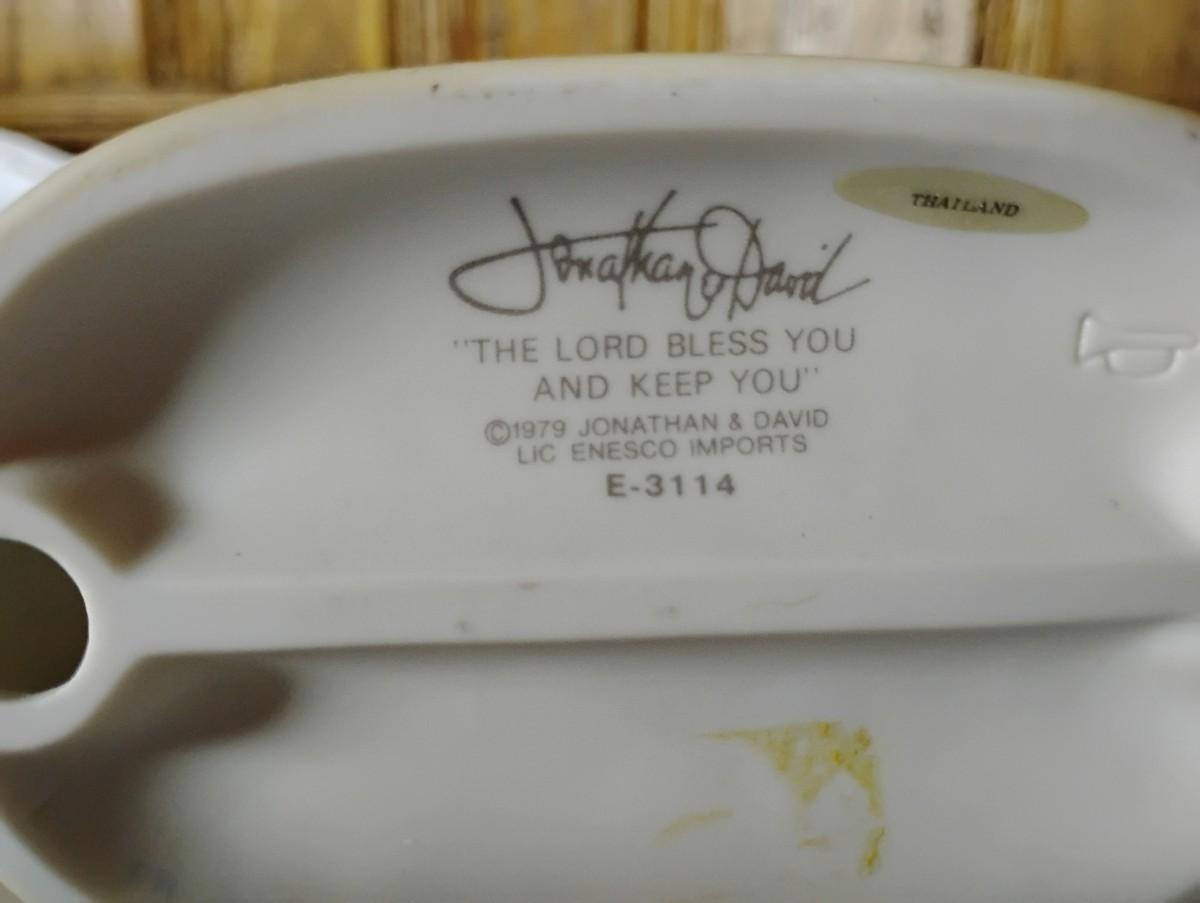 THAILAND
Jonathan & David
"THE LORD BLESS YOU
AND KEEP YOU"
©1979 JONATHAN & DAVID
LIC ENESCO IMPORTS
E-3114